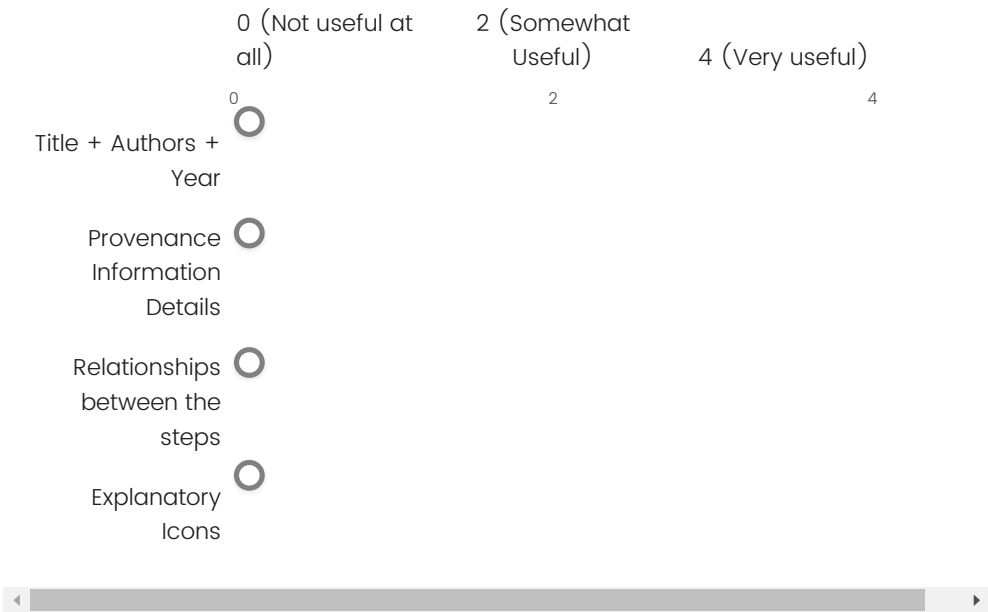 0 (Not useful at
all)
2 (Somewhat
Useful)
4 (Very useful)
0
2
4
Title + Authors +
Year
Provenance
Information
Details
Relationships
between the
steps
Explanatory
Icons